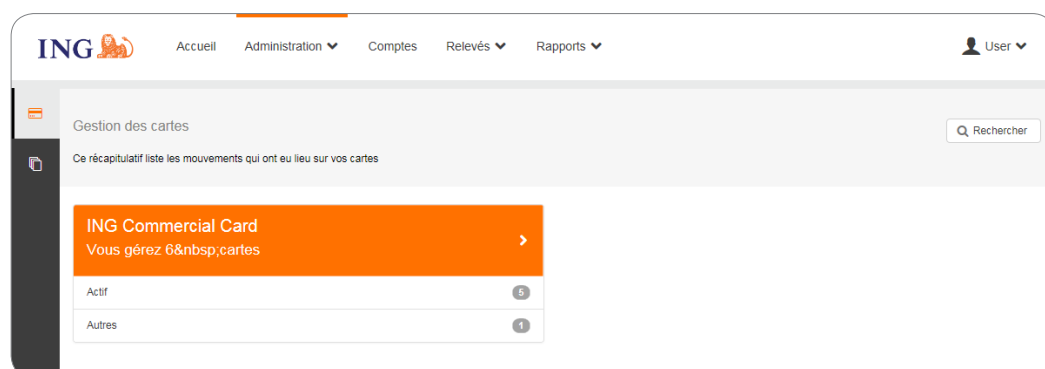 ING
Accueil
Administration
Comptes
Relevés
Rapports
User
Gestion des cartes
Rechercher
Ce récapitulatif liste les mouvements qui ont eu lieu sur vos cartes
ING Commercial Card
Vous gérez 6&nbsp;cartes
Actif 5
Autres 1